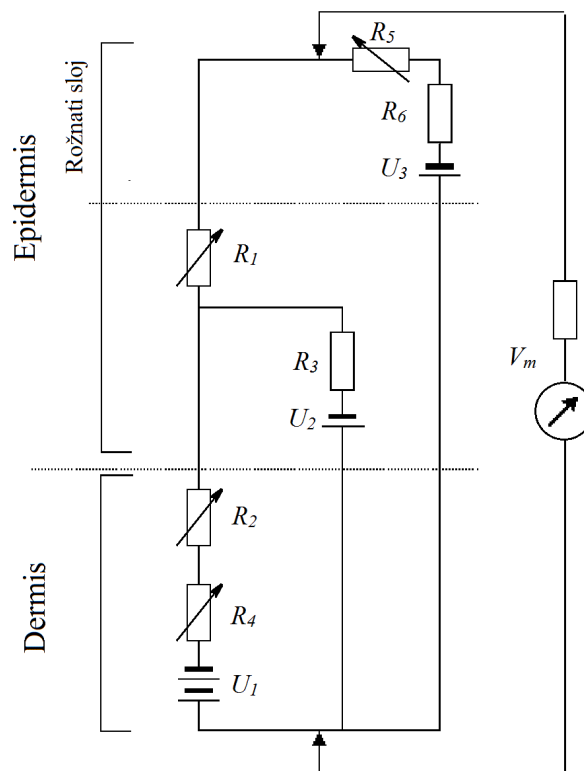 R5
R6
U3
Rožnati sloj
Epidermis
R1
R3
Vm
U2
R2
Dermis
R4
U1